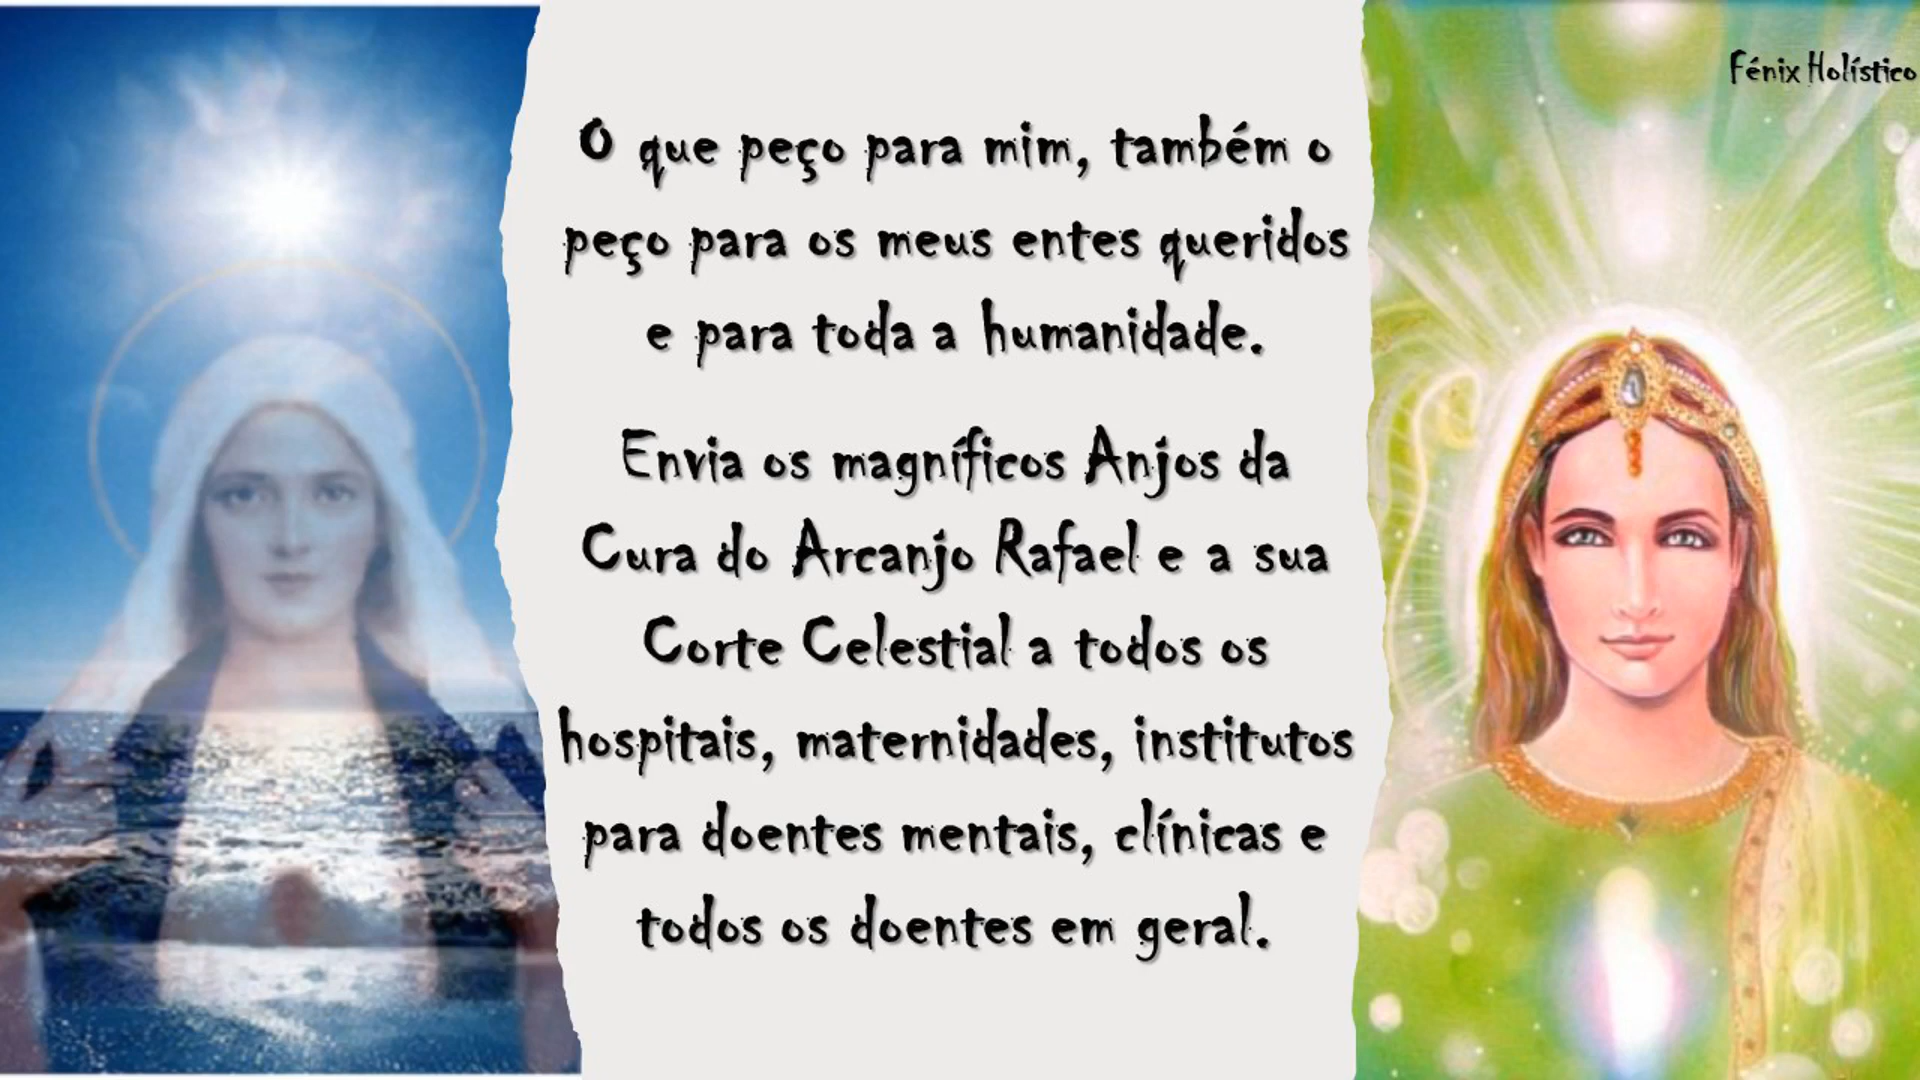 Fénix Holístico
O que peço para mim, também o
peço para os meus entes queridos
e para toda a humanidade.
Envia os magníficos Anjos da
Cura do Arcanjo Rafael e a sua
Corte Celestial a todos os
hospitais, maternidades, institutos
para doentes mentais, clínicas e
todos os doentes em geral.